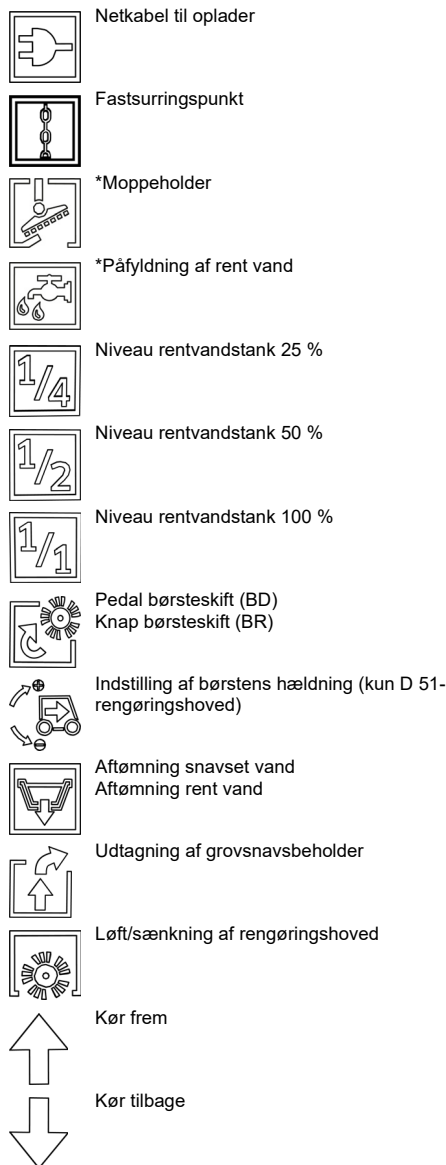 Netkabel til oplader
Fastsurringspunkt
*Moppeholder
*Påfyldning af rent vand
1/4
Niveau rentvandstank 25 %
1/2
Niveau rentvandstank 50 %
1/1
Niveau rentvandstank 100 %
Pedal børsteskift (BD)
Knap børsteskift (BR)
Indstilling af børstens hældning (kun D 51-
rengøringshoved)
Aftømning snavset vand
Aftømning rent vand
Udtagning af grovsnavsbeholder
Løft/sænkning af rengøringshoved
Kør frem
Kør tilbage